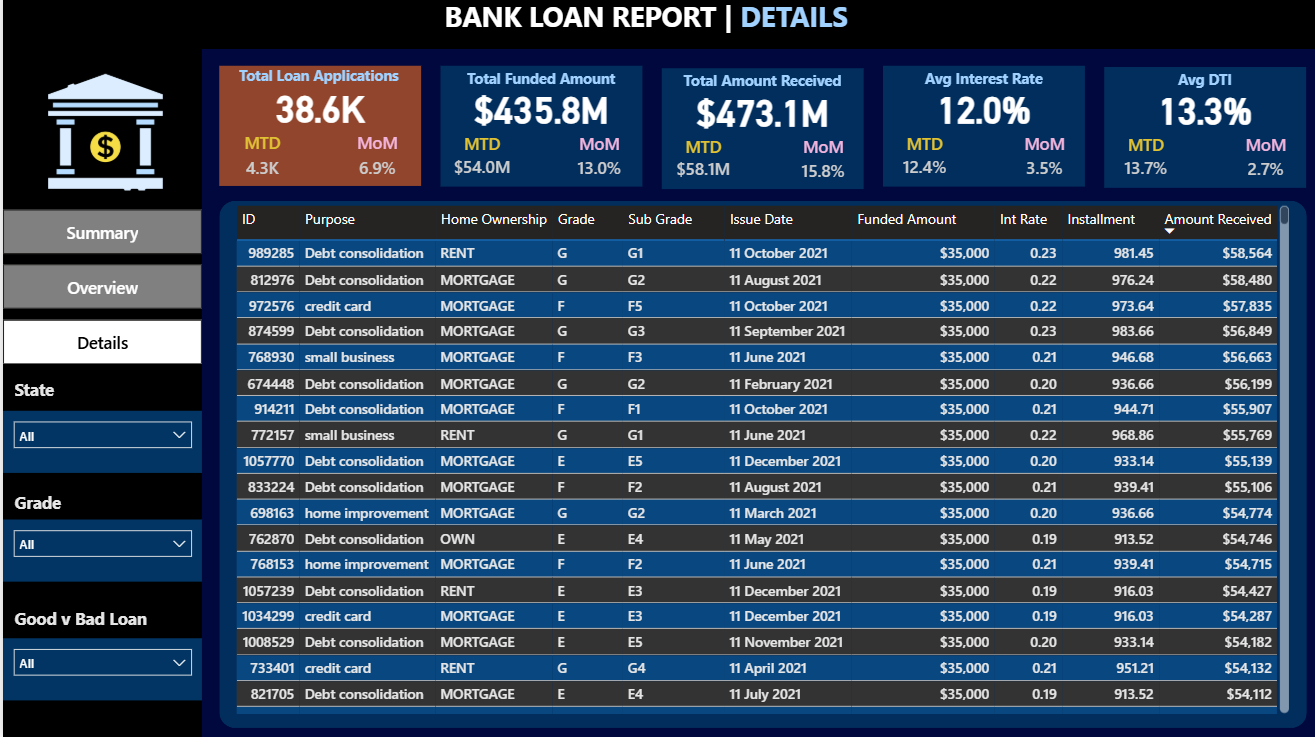 BANK LOAN REPORT | DETAILS
$
Total Loan Applications
38.6K
MTD MoM
4.3K 6.9%
Total Funded Amount
$435.8M
MTD MoM
$54.0M 13.0%
Total Amount Received
$473.1M
MTD MoM
$58.1M 15.8%
Avg Interest Rate
12.0%
MTD MoM
12.4% 3.5%
Avg DTI
13.3%
MTD MoM
13.7% 2.7%
Summary
Overview
Details
State
All
Grade
All
Good v Bad Loan
All
ID Purpose Home Ownership Grade Sub Grade Issue Date Funded Amount Int Rate Installment Amount Received
989285 Debt consolidation RENT G G1 11 October 2021 $35,000 0.23 981.45 $58,564
812976 Debt consolidation MORTGAGE G G2 11 August 2021 $35,000 0.22 976.24 $58,480
972576 credit card MORTGAGE F F5 11 October 2021 $35,000 0.22 973.64 $57,835
874599 Debt consolidation MORTGAGE G G3 11 September 2021 $35,000 0.23 983.66 $56,849
768930 small business MORTGAGE F F3 11 June 2021 $35,000 0.21 946.68 $56,663
674448 Debt consolidation MORTGAGE G G2 11 February 2021 $35,000 0.20 936.66 $56,199
914211 Debt consolidation MORTGAGE F F1 11 October 2021 $35,000 0.21 944.71 $55,907
772157 small business RENT G G1 11 June 2021 $35,000 0.22 968.86 $55,769
1057770 Debt consolidation MORTGAGE E E5 11 December 2021 $35,000 0.20 933.14 $55,139
833224 Debt consolidation MORTGAGE F F2 11 August 2021 $35,000 0.21 939.41 $55,106
698163 home improvement MORTGAGE G G2 11 March 2021 $35,000 0.20 936.66 $54,774
762870 Debt consolidation OWN E E4 11 May 2021 $35,000 0.19 913.52 $54,746
768153 home improvement MORTGAGE F F2 11 June 2021 $35,000 0.21 939.41 $54,715
1057239 Debt consolidation RENT E E3 11 December 2021 $35,000 0.19 916.03 $54,427
1034299 credit card MORTGAGE E E3 11 December 2021 $35,000 0.19 916.03 $54,287
1008529 Debt consolidation MORTGAGE E E5 11 November 2021 $35,000 0.20 933.14 $54,182
733401 credit card RENT G G4 11 April 2021 $35,000 0.21 951.21 $54,132
821705 Debt consolidation MORTGAGE E E4 11 July 2021 $35,000 0.19 913.52 $54,112